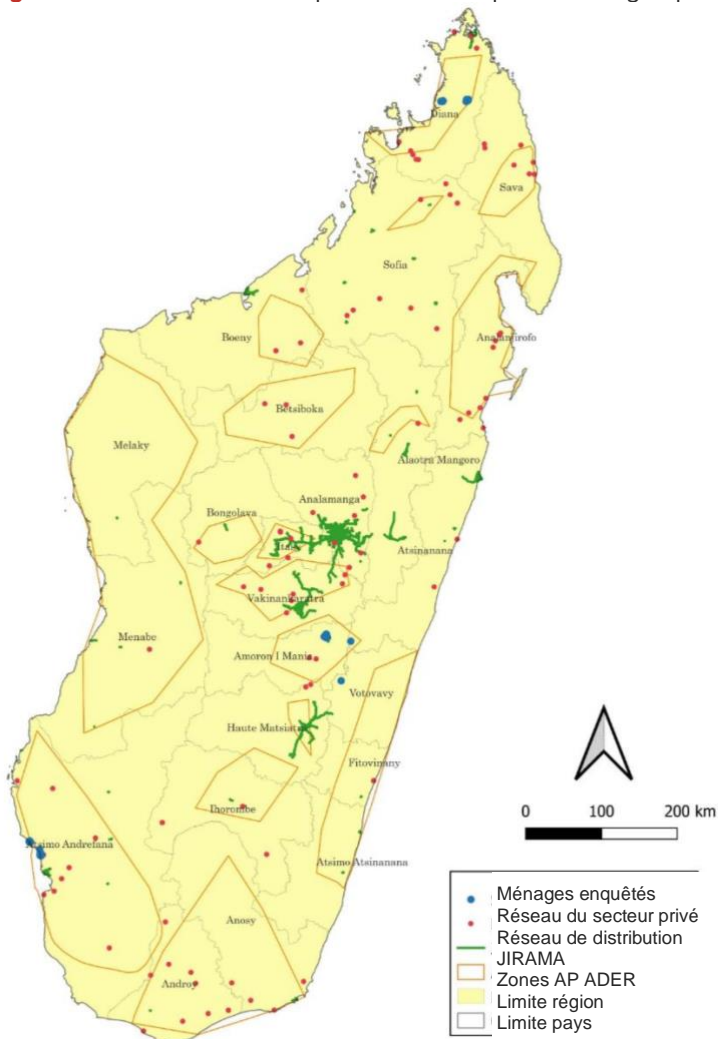 Diana
Sava
Sofia
Boeny
Analanjirofo
Betsiboka
Melaky
Alaotra Mangoro
Analamanga
Bongolava
Itasy
Atsinanana
Vakinankaratra
Menabe
Amoron I Mania
Votovavy
Haute Matsiatra
Fitovinany
Ihorombe
Atsimo Andrefana
Atsimo Atsinanana
Anosy
Androy
0 100 200 km
Ménages enquêtés
Réseau du secteur privé
Réseau de distribution
JIRAMA
Zones AP ADER
Limite région
Limite pays